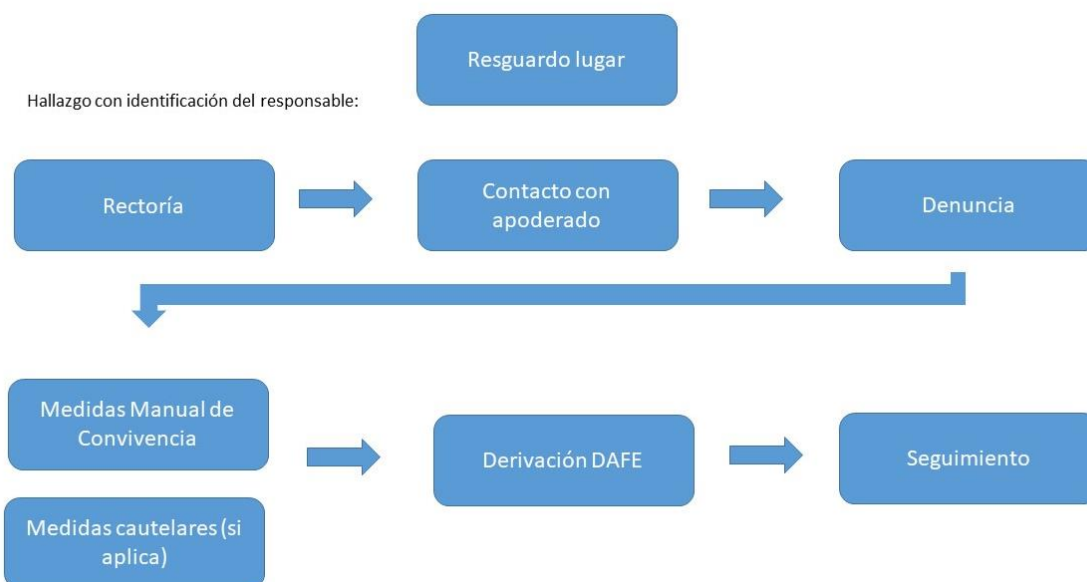 Resguardo lugar
Hallazgo con identificación del responsable:
Rectoría
Contacto con
apoderado
Denuncia
Medidas Manual de
Convivencia
Derivación DAFE
Seguimiento
Medidas cautelares (si
aplica)